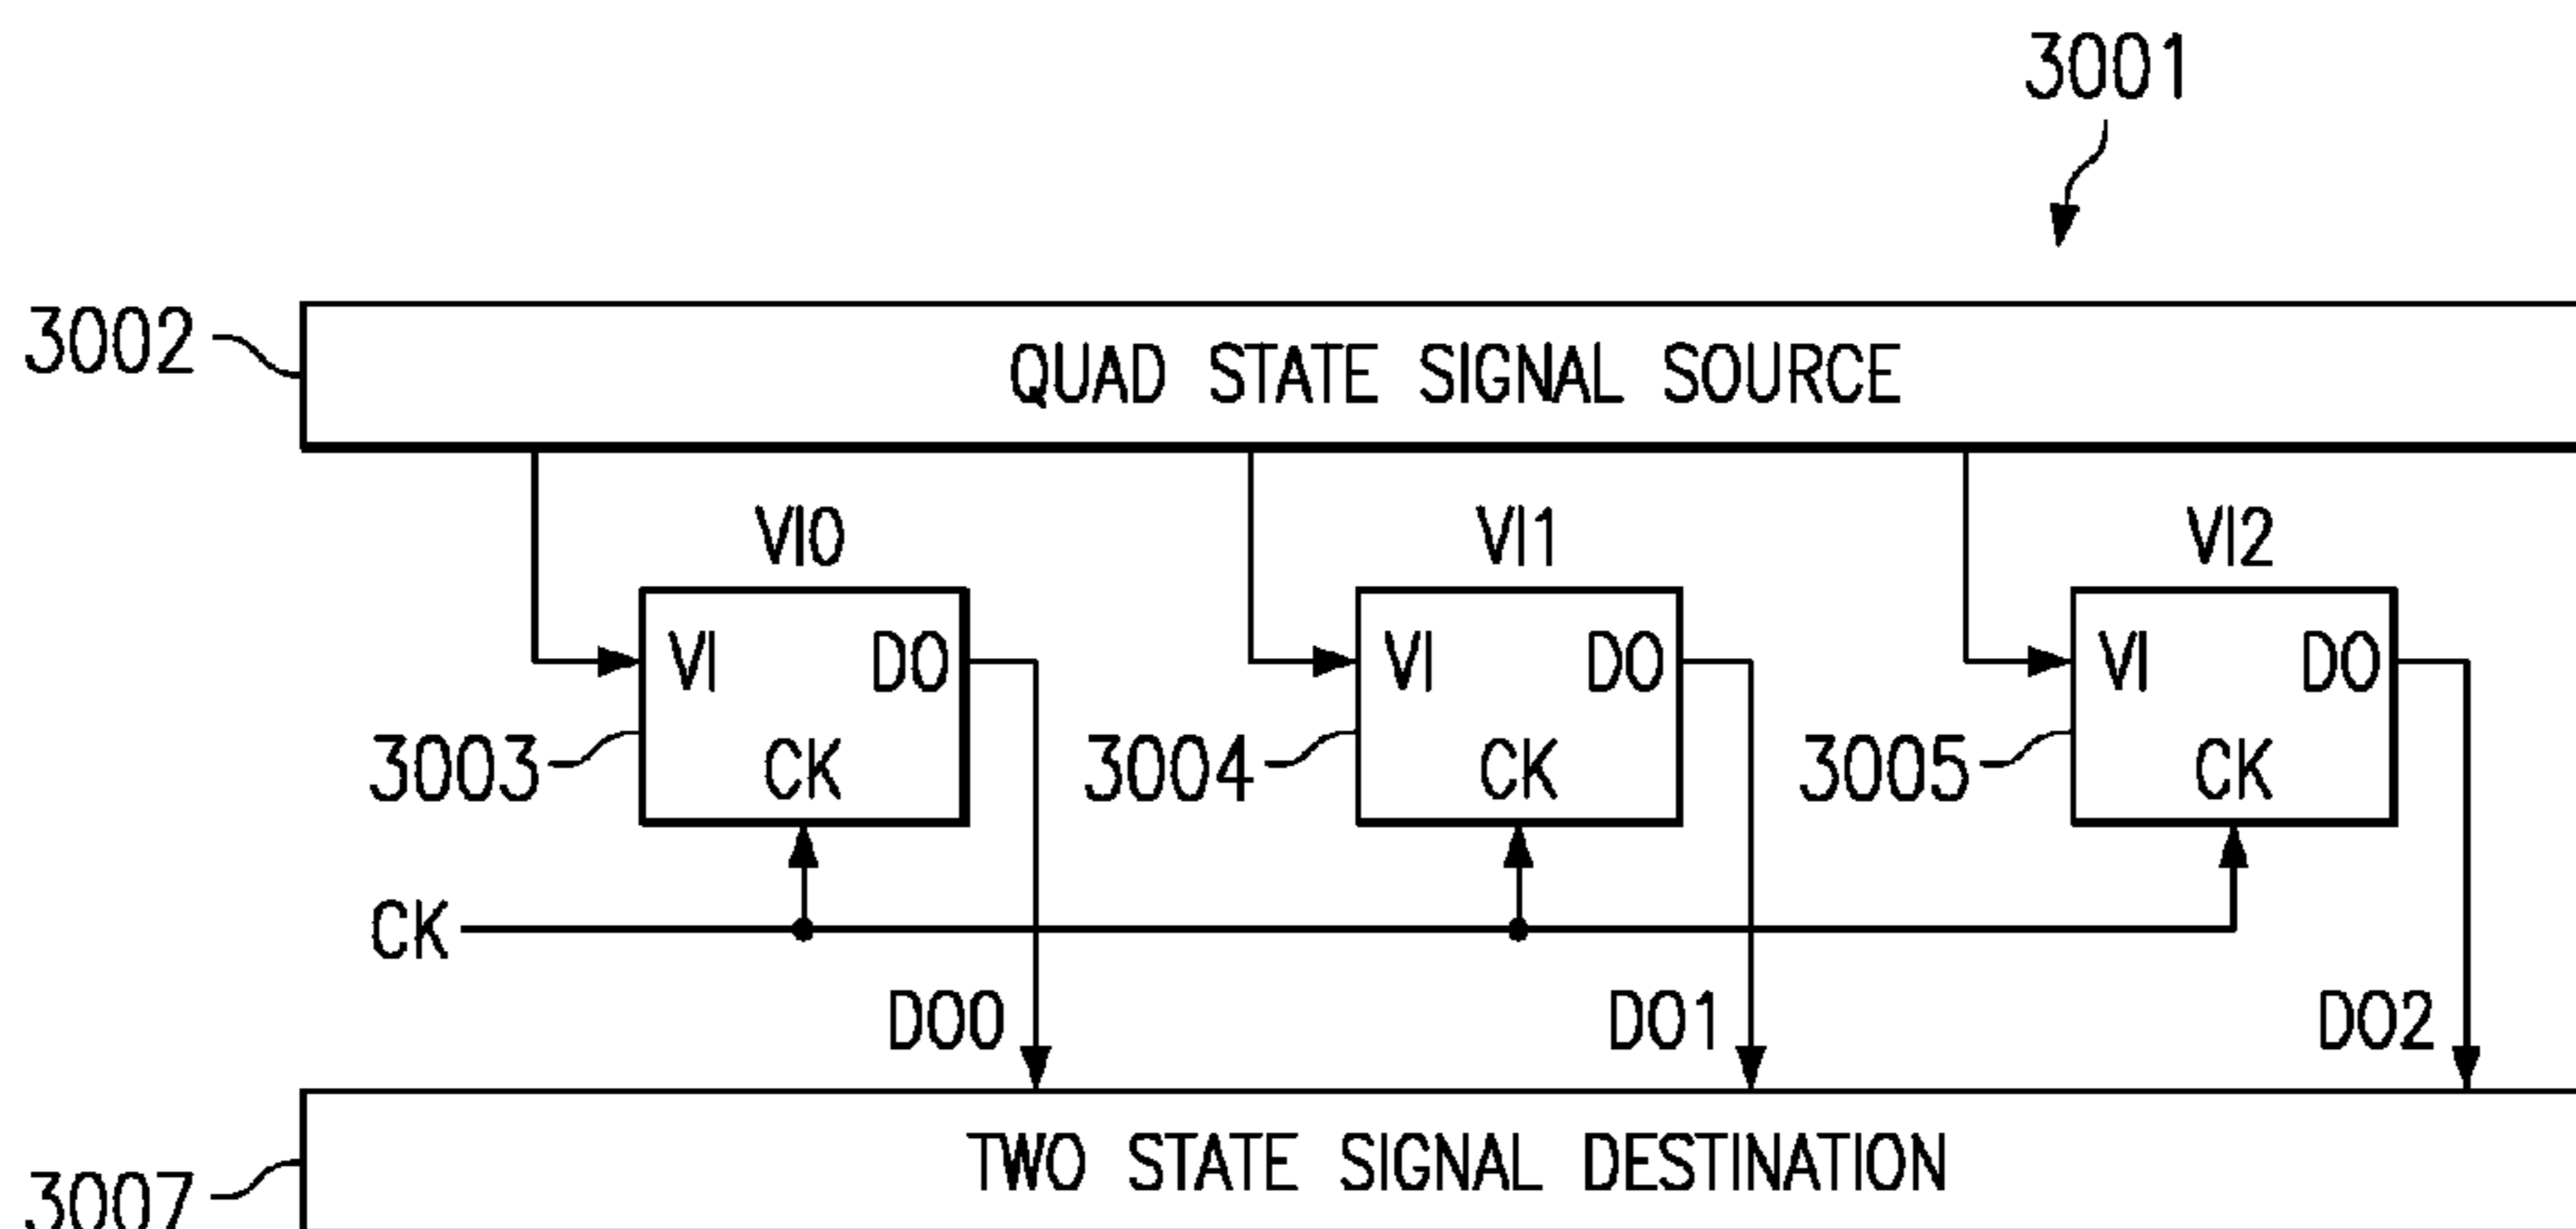 3001
3002
QUAD STATE SIGNAL SOURCE
VI0
VI1
VI2
VI DO
VI DO
VI DO
3003
CK
3004
CK
3005
CK
CK
DO0
DO1
DO2
TWO STATE SIGNAL DESTINATION
3007